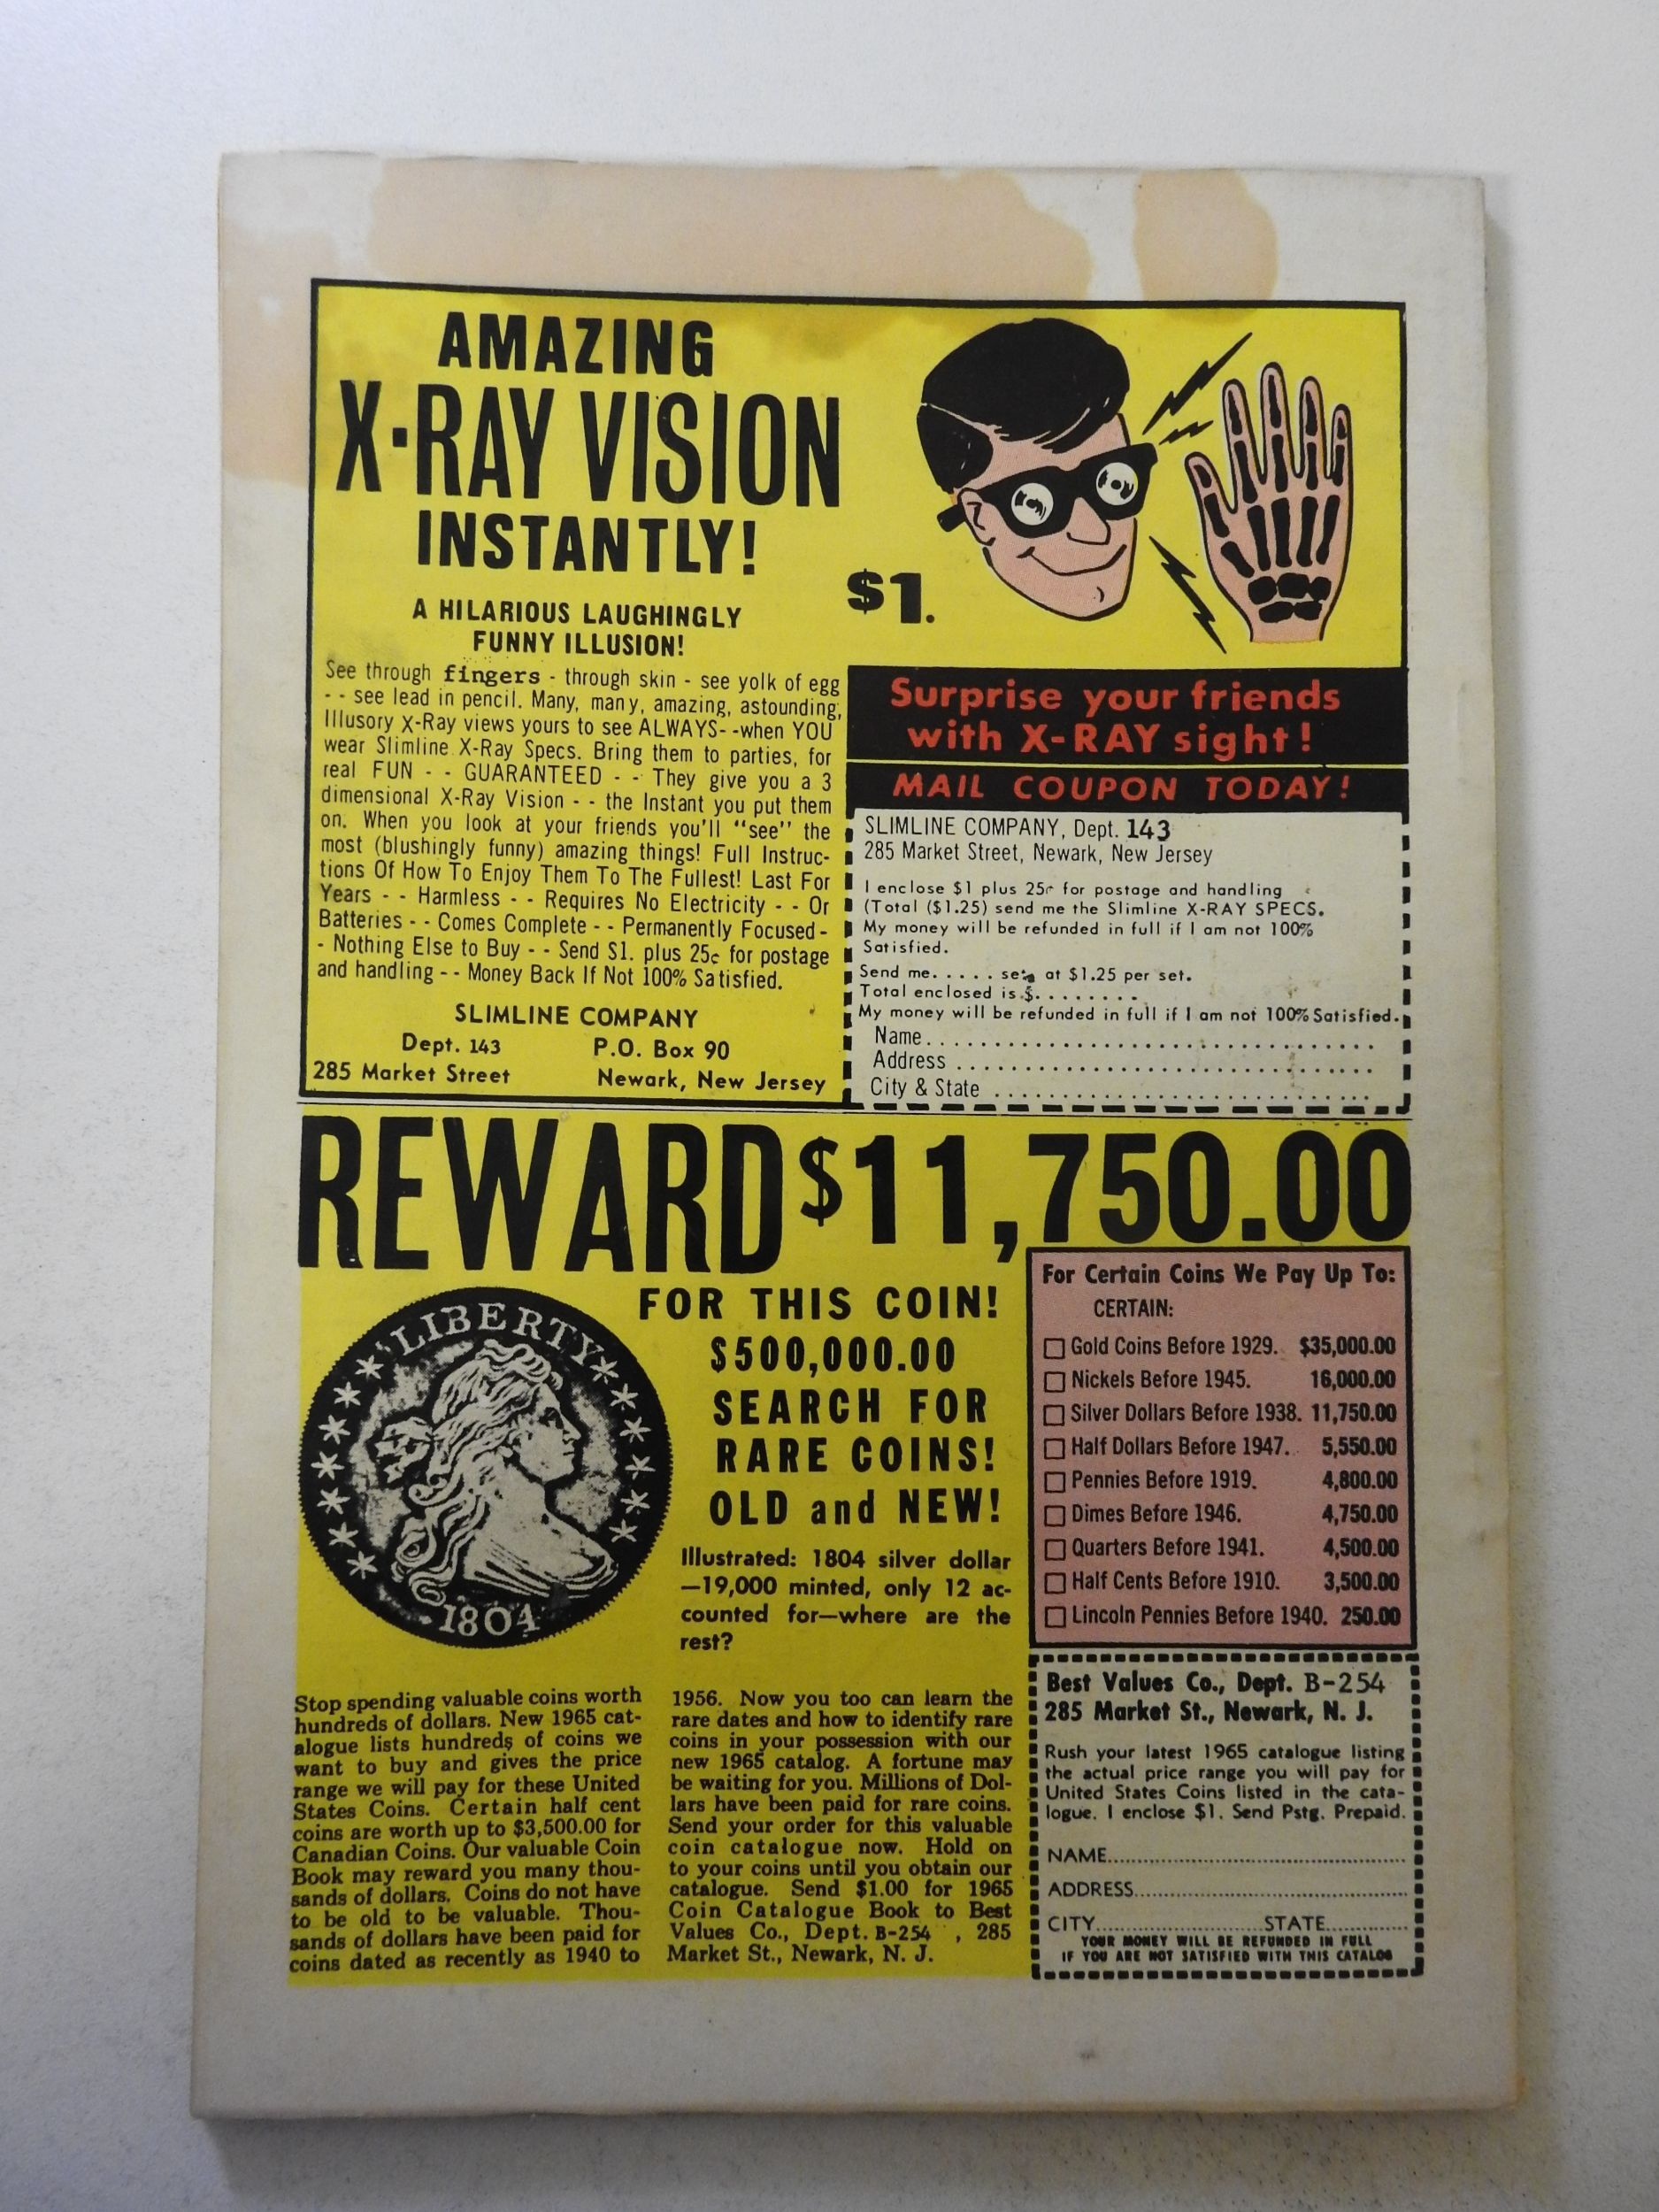 AMAZING
X-RAY VISION
INSTANTLY!
A HILARIOUS LAUGHINGLY
FUNNY ILLUSION!
See through fingers - through skin - see yolk of egg
- - see lead in pencil. Many, many, amazing, astounding,
Illusory X-Ray views yours to see ALWAYS- -when YOU
wear Slimline X-Ray Specs. Bring them to parties, for
real FUN - - GUARANTEED - - They give you a 3
dimensional X-Ray Vision - - the Instant you put them
on. When you look at your friends you'll "see" the
most (blushingly funny) amazing things! Full Instruc-
tions Of How To Enjoy Them To The Fullest! Last For
Years - - Harmless - - Requires No Electricity - - Or
Batteries - - Comes Complete - - Permanently Focused -
- Nothing Else to Buy - - Send $1. plus 25c for postage
and handling - - Money Back If Not 100% Satisfied.
SLIMLINE COMPANY
Dept. 143 P.O. Box 90
285 Market Street Newark, New Jersey
$1.
Surprise your friends
with X-RAY sight!
MAIL COUPON TODAY!
SLIMLINE COMPANY, Dept. 143
285 Market Street, Newark, New Jersey
I enclose $1 plus 25c for postage and handling
(Total ($1.25) send me the Slimline X-RAY SPECS.
My money will be refunded in full if I am not 100%
Satisfied.
Send me..... sets at $1.25 per set.
Total enclosed is $........
My money will be refunded in full if I am not 100% Satisfied.
Name....................................
Address..................................
City & State..............................
REWARD $11,750.00
FOR THIS COIN!
$500,000.00
SEARCH FOR
RARE COINS!
OLD and NEW!
LIBERTY
1804
Illustrated: 1804 silver dollar
—19,000 minted, only 12 ac-
counted for—where are the
rest?
Stop spending valuable coins worth
hundreds of dollars. New 1965 cat-
alogue lists hundreds of coins we
want to buy and gives the price
range we will pay for these United
States Coins. Certain half cent
coins are worth up to $3,500.00 for
Canadian Coins. Our valuable Coin
Book may reward you many thou-
sands of dollars. Coins do not have
to be old to be valuable. Thou-
sands of dollars have been paid for
coins dated as recently as 1940 to
1956. Now you too can learn the
rare dates and how to identify rare
coins in your possession with our
new 1965 catalog. A fortune may
be waiting for you. Millions of Dol-
lars have been paid for rare coins.
Send your order for this valuable
coin catalogue now. Hold on
to your coins until you obtain our
catalogue. Send $1.00 for 1965
Coin Catalogue Book to Best
Values Co., Dept. B-254 , 285
Market St., Newark, N. J.
For Certain Coins We Pay Up To:
CERTAIN:
Gold Coins Before 1929. $35,000.00
Nickels Before 1945. 16,000.00
Silver Dollars Before 1938. 11,750.00
Half Dollars Before 1947. 5,550.00
Pennies Before 1919. 4,800.00
Dimes Before 1946. 4,750.00
Quarters Before 1941. 4,500.00
Half Cents Before 1910. 3,500.00
Lincoln Pennies Before 1940. 250.00
Best Values Co., Dept. B-254
285 Market St., Newark, N. J.
Rush your latest 1965 catalogue listing
the actual price range you will pay for
United States Coins listed in the cata-
logue. I enclose $1. Send Pstg. Prepaid.
NAME..............................
ADDRESS..............................
CITY....................STATE............
YOUR MONEY WILL BE REFUNDED IN FULL
IF YOU ARE NOT SATISFIED WITH THIS CATALOG